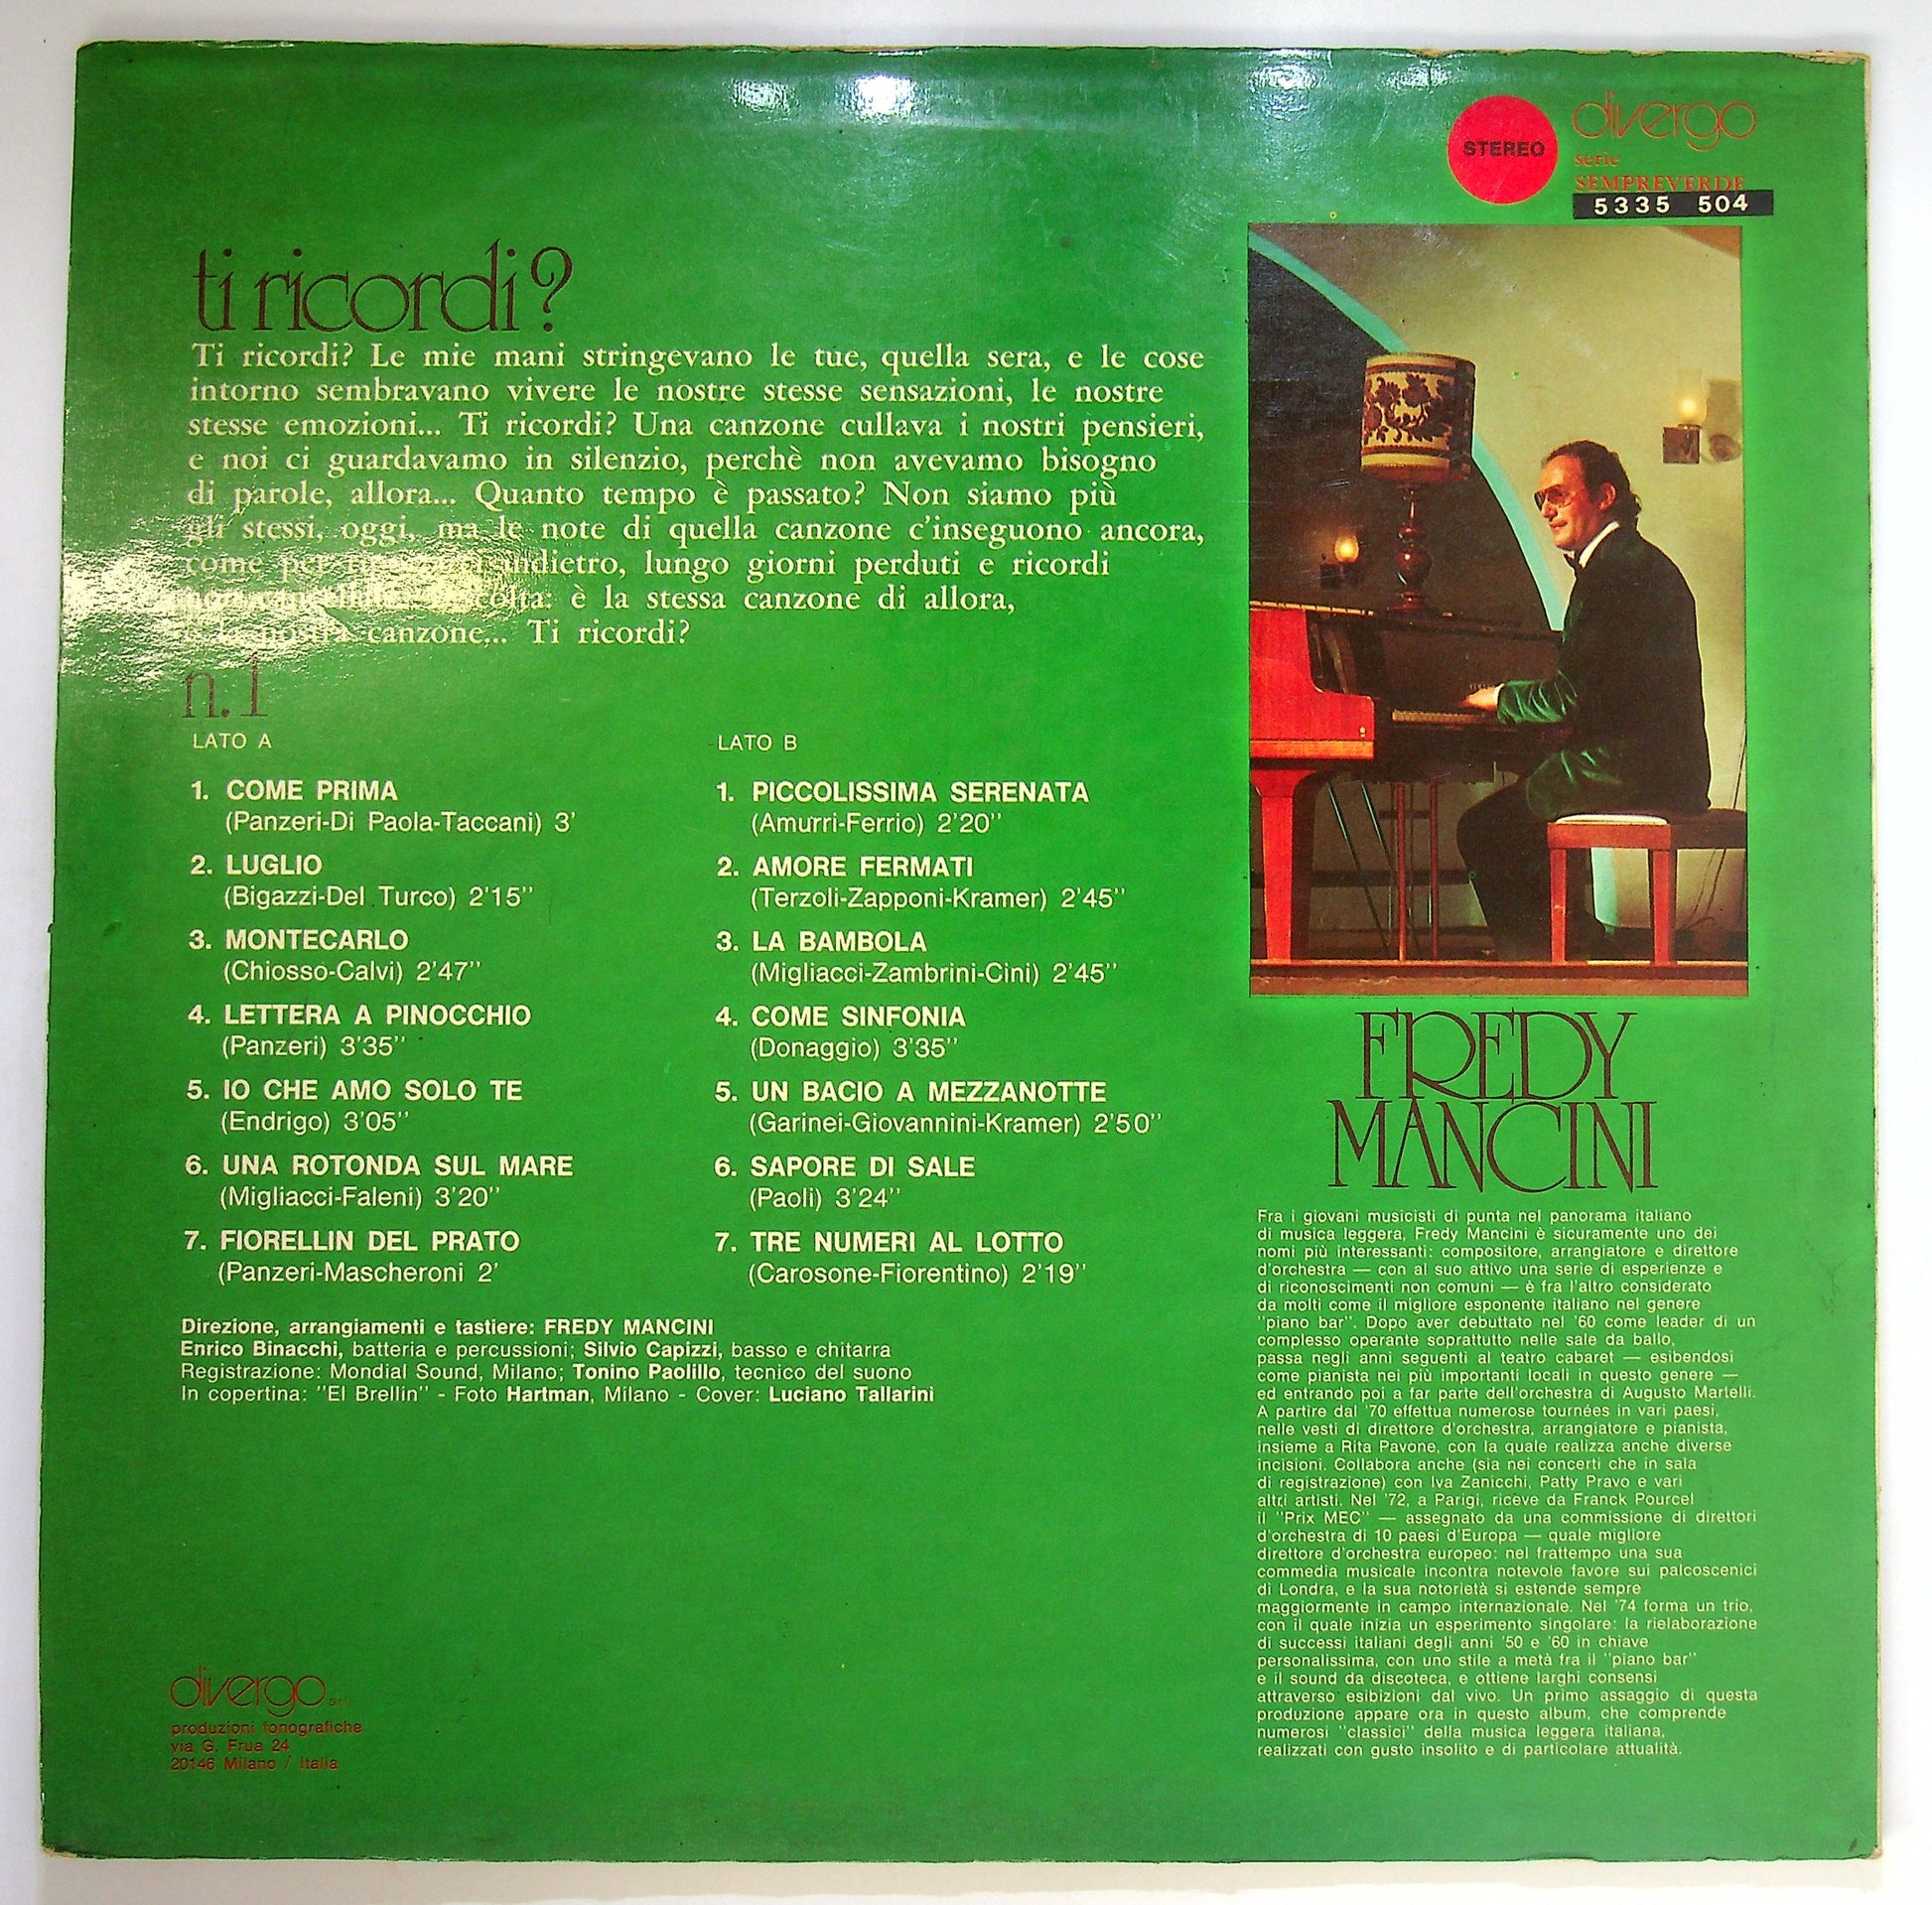 STEREO
divergo
serie
SEMPREVERDE
5335 504
ti ricordi?
Ti ricordi? Le mie mani stringevano le tue, quella sera, e le cose
intorno sembravano vivere le nostre stesse sensazioni, le nostre
stesse emozioni... Ti ricordi? Una canzone cullava i nostri pensieri,
e noi ci guardavamo in silenzio, perchè non avevamo bisogno
di parole, allora... Quanto tempo è passato? Non siamo più
gli stessi, oggi, ma le note di quella canzone c'inseguono ancora,
come per indietro, lungo giorni perduti e ricordi
è la stessa canzone di allora,
la nostra canzone... Ti ricordi?
n.1
LATO A
1. COME PRIMA
(Panzeri-Di Paola-Taccani) 3'
2. LUGLIO
(Bigazzi-Del Turco) 2'15''
3. MONTECARLO
(Chiosso-Calvi) 2'47''
4. LETTERA A PINOCCHIO
(Panzeri) 3'35''
5. IO CHE AMO SOLO TE
(Endrigo) 3'05''
6. UNA ROTONDA SUL MARE
(Migliacci-Faleni) 3'20''
7. FIORELLIN DEL PRATO
(Panzeri-Mascheroni 2'
LATO B
1. PICCOLISSIMA SERENATA
(Amurri-Ferrio) 2'20''
2. AMORE FERMATI
(Terzoli-Zapponi-Kramer) 2'45''
3. LA BAMBOLA
(Migliacci-Zambrini-Cini) 2'45''
4. COME SINFONIA
(Donaggio) 3'35''
5. UN BACIO A MEZZANOTTE
(Garinei-Giovannini-Kramer) 2'50''
6. SAPORE DI SALE
(Paoli) 3'24''
7. TRE NUMERI AL LOTTO
(Carosone-Fiorentino) 2'19''
Direzione, arrangiamenti e tastiere: FREDY MANCINI
Enrico Binacchi, batteria e percussioni; Silvio Capizzi, basso e chitarra
Registrazione: Mondial Sound, Milano; Tonino Paolillo, tecnico del suono
In copertina: ''El Brellin'' - Foto Hartman, Milano - Cover: Luciano Tallarini
divergo
produzioni fonografiche
via G. Frua 24
20146 Milano / Italia
FREDY
MANCINI
Fra i giovani musicisti di punta nel panorama italiano
di musica leggera, Fredy Mancini è sicuramente uno dei
nomi più interessanti: compositore, arrangiatore e direttore
d'orchestra — con al suo attivo una serie di esperienze e
di riconoscimenti non comuni — è fra l'altro considerato
da molti come il migliore esponente italiano nel genere
''piano bar''. Dopo aver debuttato nel '60 come leader di un
complesso operante soprattutto nelle sale da ballo,
passa negli anni seguenti al teatro cabaret — esibendosi
come pianista nei più importanti locali in questo genere —
ed entrando poi a far parte dell'orchestra di Augusto Martelli.
A partire dal '70 effettua numerose tournées in vari paesi,
nelle vesti di direttore d'orchestra, arrangiatore e pianista,
insieme a Rita Pavone, con la quale realizza anche diverse
incisioni. Collabora anche (sia nei concerti che in sala
di registrazione) con Iva Zanicchi, Patty Pravo e vari
altri artisti. Nel '72, a Parigi, riceve da Franck Pourcel
il ''Prix MEC'' — assegnato da una commissione di direttori
d'orchestra di 10 paesi d'Europa — quale migliore
direttore d'orchestra europeo: nel frattempo una sua
commedia musicale incontra notevole favore sui palcoscenici
di Londra, e la sua notorietà si estende sempre
maggiormente in campo internazionale. Nel '74 forma un trio,
con il quale inizia un esperimento singolare: la rielaborazione
di successi italiani degli anni '50 e '60 in chiave
personalissima, con uno stile a metà fra il ''piano bar''
e il sound da discoteca, e ottiene larghi consensi
attraverso esibizioni dal vivo. Un primo assaggio di questa
produzione appare ora in questo album, che comprende
numerosi ''classici'' della musica leggera italiana,
realizzati con gusto insolito e di particolare attualità.